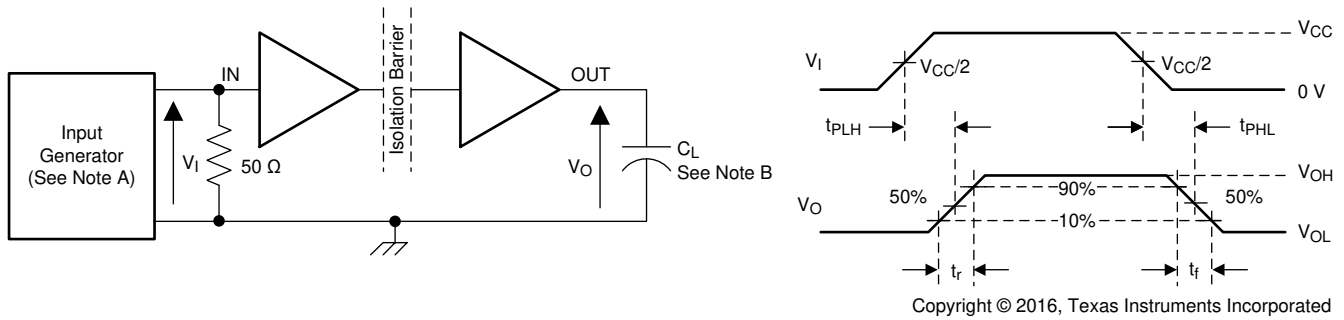 Input
Generator
(See Note A)
V_I
IN
50 Ω
Isolation Barrier
OUT
V_O
C_L
See Note B
V_I
V_CC/2
V_CC/2
V_CC
0 V
t_PLH
t_PHL
V_O
50%
90%
10%
50%
V_OH
V_OL
t_r
t_f
Copyright © 2016, Texas Instruments Incorporated